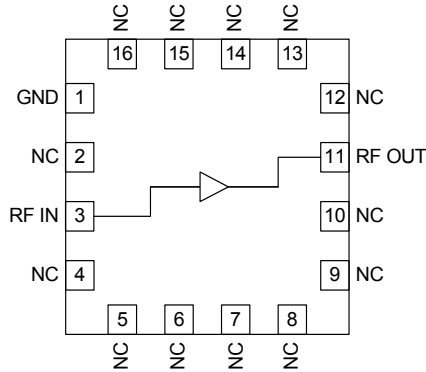 NC NC NC NC
16 15 14 13
GND 1 12 NC
NC 2 11 RF OUT
RF IN 3 10 NC
NC 4 9 NC
5 6 7 8
NC NC NC NC